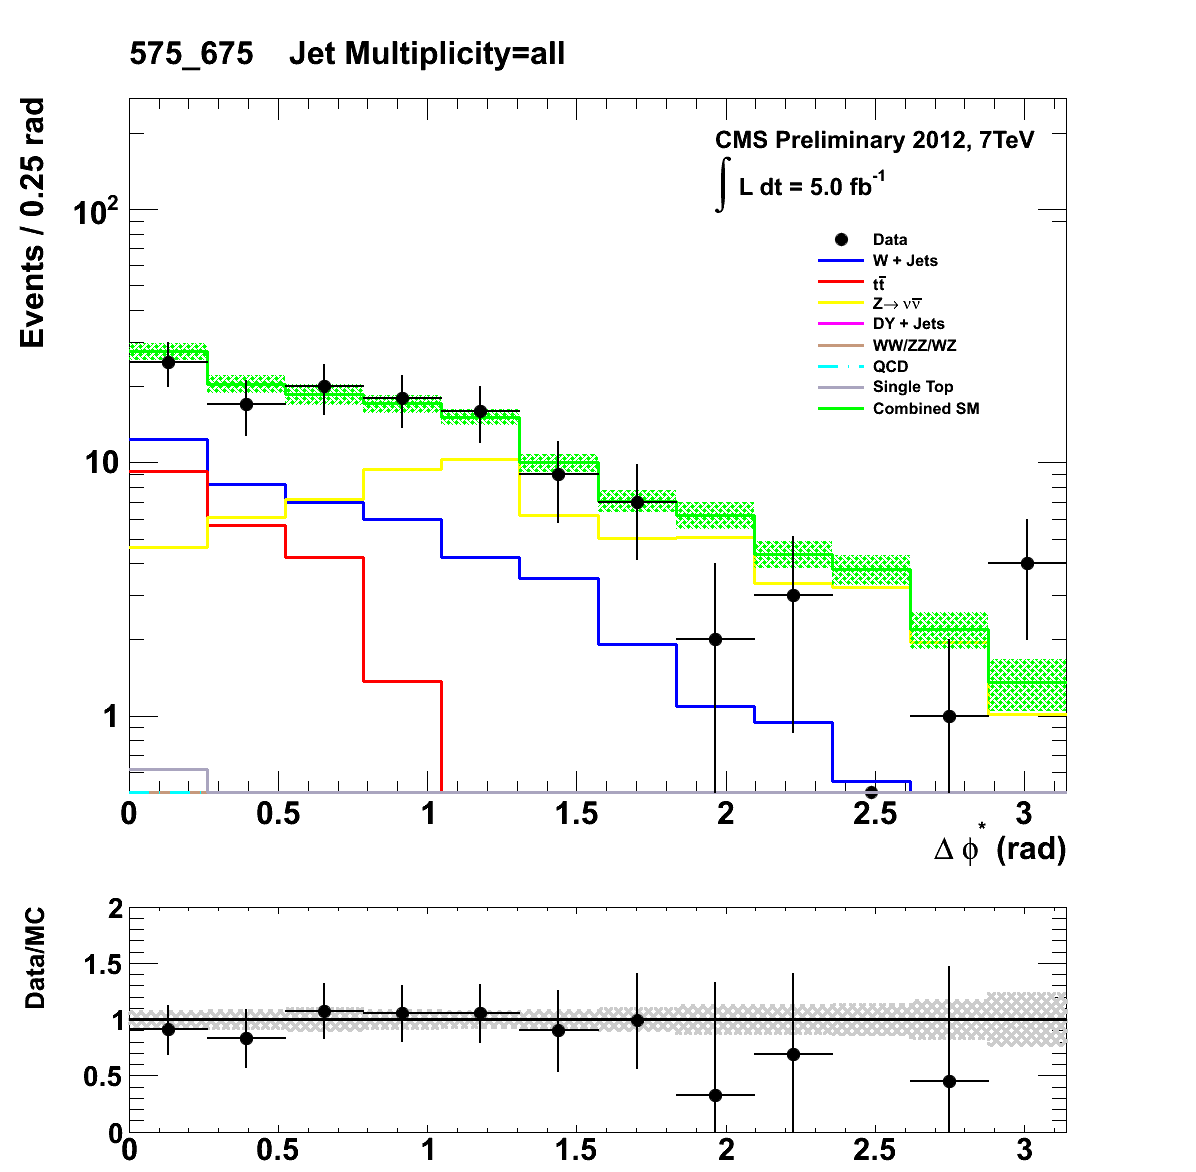 575_675 Jet Multiplicity=all
Events / 0.25 rad
CMS Preliminary 2012, 7TeV
∫ L dt = 5.0 fb⁻¹
Data
W + Jets
tt̅
Z→ νν̅
DY + Jets
WW/ZZ/WZ
QCD
Single Top
Combined SM
10²
10
1
0 0.5 1 1.5 2 2.5 3
Δ ϕ* (rad)
Data/MC
2
1.5
1
0.5
0
0 0.5 1 1.5 2 2.5 3